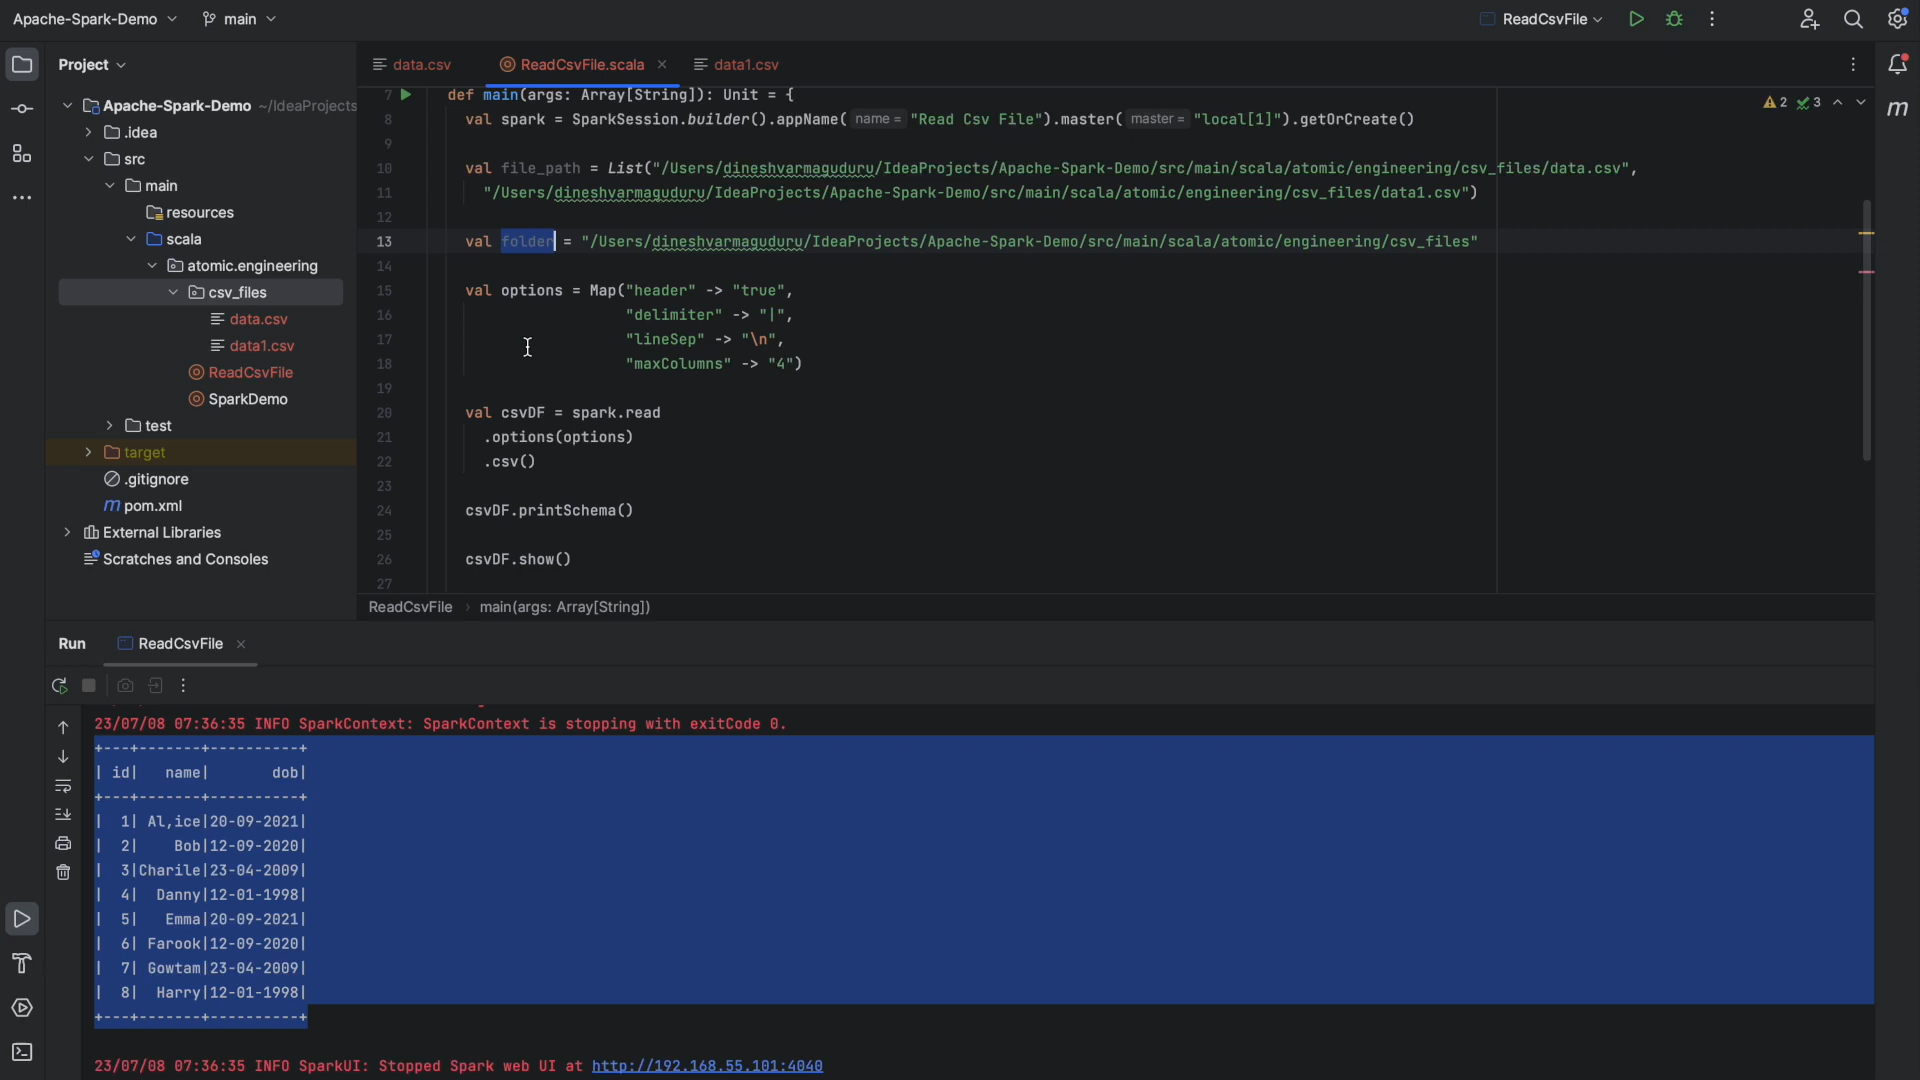 Apache-Spark-Demo main ReadCsvFile
Project data.csv ReadCsvFile.scala data1.csv
Apache-Spark-Demo ~/IdeaProjects
.idea
src
main
resources
scala
atomic.engineering
csv_files
data.csv
data1.csv
ReadCsvFile
SparkDemo
test
target
.gitignore
pom.xml
External Libraries
Scratches and Consoles
2 3
7 def main(args: Array[String]): Unit = {
8 val spark = SparkSession.builder().appName( name = "Read Csv File").master( master = "local[1]").getOrCreate()
9
10 val file_path = List("/Users/dineshvarmaguduru/IdeaProjects/Apache-Spark-Demo/src/main/scala/atomic/engineering/csv_files/data.csv",
11 "/Users/dineshvarmaguduru/IdeaProjects/Apache-Spark-Demo/src/main/scala/atomic/engineering/csv_files/data1.csv")
12
13 val folder = "/Users/dineshvarmaguduru/IdeaProjects/Apache-Spark-Demo/src/main/scala/atomic/engineering/csv_files"
14
15 val options = Map("header" -> "true",
16 "delimiter" -> "|",
17 "lineSep" -> "\n",
18 "maxColumns" -> "4")
19
20 val csvDF = spark.read
21 .options(options)
22 .csv()
23
24 csvDF.printSchema()
25
26 csvDF.show()
27
ReadCsvFile › main(args: Array[String])
Run ReadCsvFile
23/07/08 07:36:35 INFO SparkContext: SparkContext is stopping with exitCode 0.
+---+-------+----------+
| id|   name|       dob|
+---+-------+----------+
|  1| Al,ice|20-09-2021|
|  2|    Bob|12-09-2020|
|  3|Charile|23-04-2009|
|  4|  Danny|12-01-1998|
|  5|   Emma|20-09-2021|
|  6| Farook|12-09-2020|
|  7| Gowtam|23-04-2009|
|  8|  Harry|12-01-1998|
+---+-------+----------+
23/07/08 07:36:35 INFO SparkUI: Stopped Spark web UI at http://192.168.55.101:4040